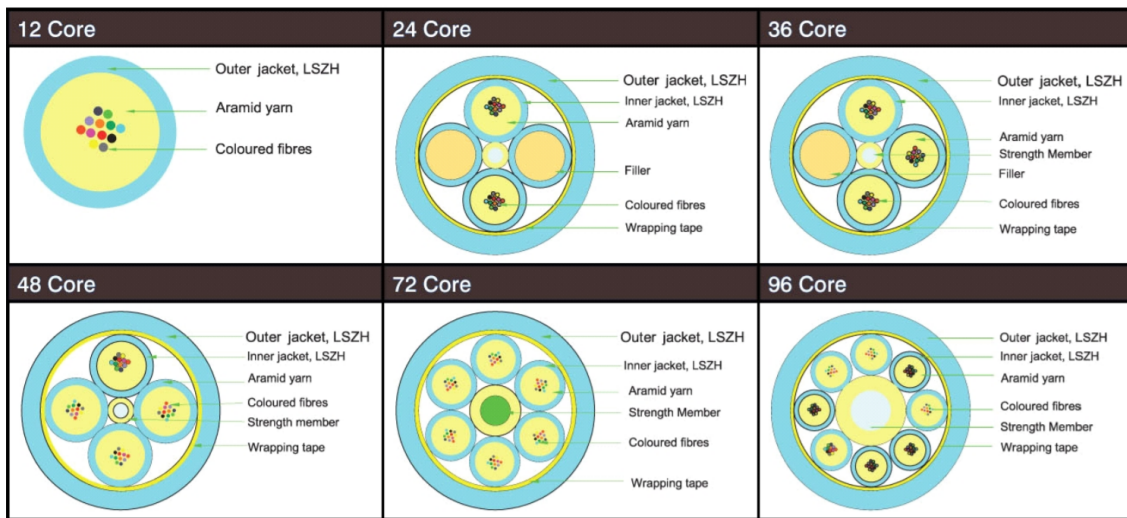 12 Core
Outer jacket, LSZH
Aramid yarn
Coloured fibres
24 Core
Outer jacket, LSZH
Inner jacket, LSZH
Aramid yarn
Filler
Coloured fibres
Wrapping tape
36 Core
Outer jacket, LSZH
Inner jacket, LSZH
Aramid yarn
Strength Member
Filler
Coloured fibres
Wrapping tape
48 Core
Outer jacket, LSZH
Inner jacket, LSZH
Aramid yarn
Coloured fibres
Strength member
Wrapping tape
72 Core
Outer jacket, LSZH
Inner jacket, LSZH
Aramid yarn
Strength Member
Coloured fibres
Wrapping tape
96 Core
Outer jacket, LSZH
Inner jacket, LSZH
Aramid yarn
Coloured fibres
Strength Member
Wrapping tape